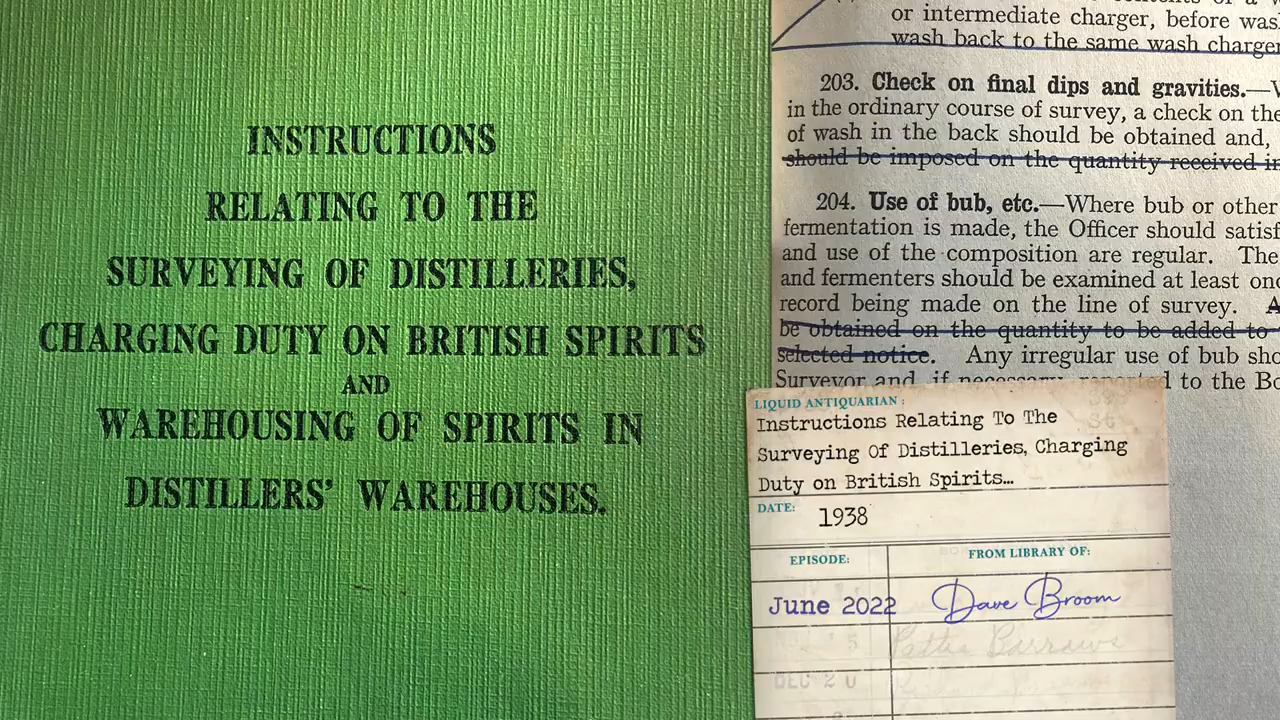 INSTRUCTIONS
RELATING TO THE
SURVEYING OF DISTILLERIES,
CHARGING DUTY ON BRITISH SPIRITS
AND
WAREHOUSING OF SPIRITS IN
DISTILLERS' WAREHOUSES.
or intermediate charger, before was
wash back to the same wash charger
203. Check on final dips and gravities.—
in the ordinary course of survey, a check on the
of wash in the back should be obtained and,
should be imposed on the quantity received in
204. Use of bub, etc.—Where bub or other
fermentation is made, the Officer should satisf
and use of the composition are regular. The
and fermenters should be examined at least onc
record being made on the line of survey. A
be obtained on the quantity to be added to
selected notice. Any irregular use of bub sho
Surveyor and, if necessary, reported to the Bo
LIQUID ANTIQUARIAN:
Instructions Relating To The
Surveying Of Distilleries, Charging
Duty on British Spirits…
DATE: 1938
EPISODE: FROM LIBRARY OF:
June 2022 Dave Broom
DEC 20